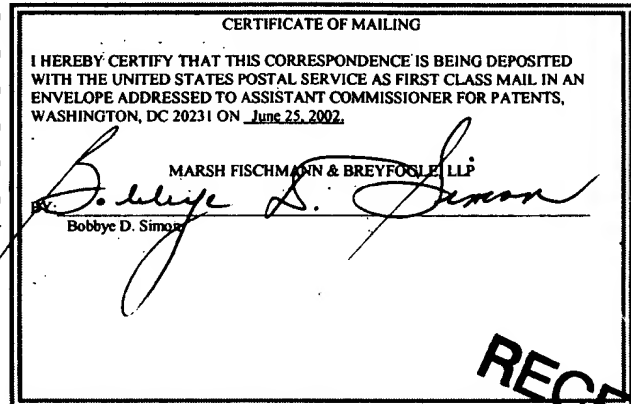 CERTIFICATE OF MAILING
I HEREBY CERTIFY THAT THIS CORRESPONDENCE IS BEING DEPOSITED
WITH THE UNITED STATES POSTAL SERVICE AS FIRST CLASS MAIL IN AN
ENVELOPE ADDRESSED TO ASSISTANT COMMISSIONER FOR PATENTS,
WASHINGTON, DC 20231 ON June 25, 2002.
MARSH FISCHMANN & BREYFOGLE, LLP
BY: Bobbye D. Simon
Bobbye D. Simon